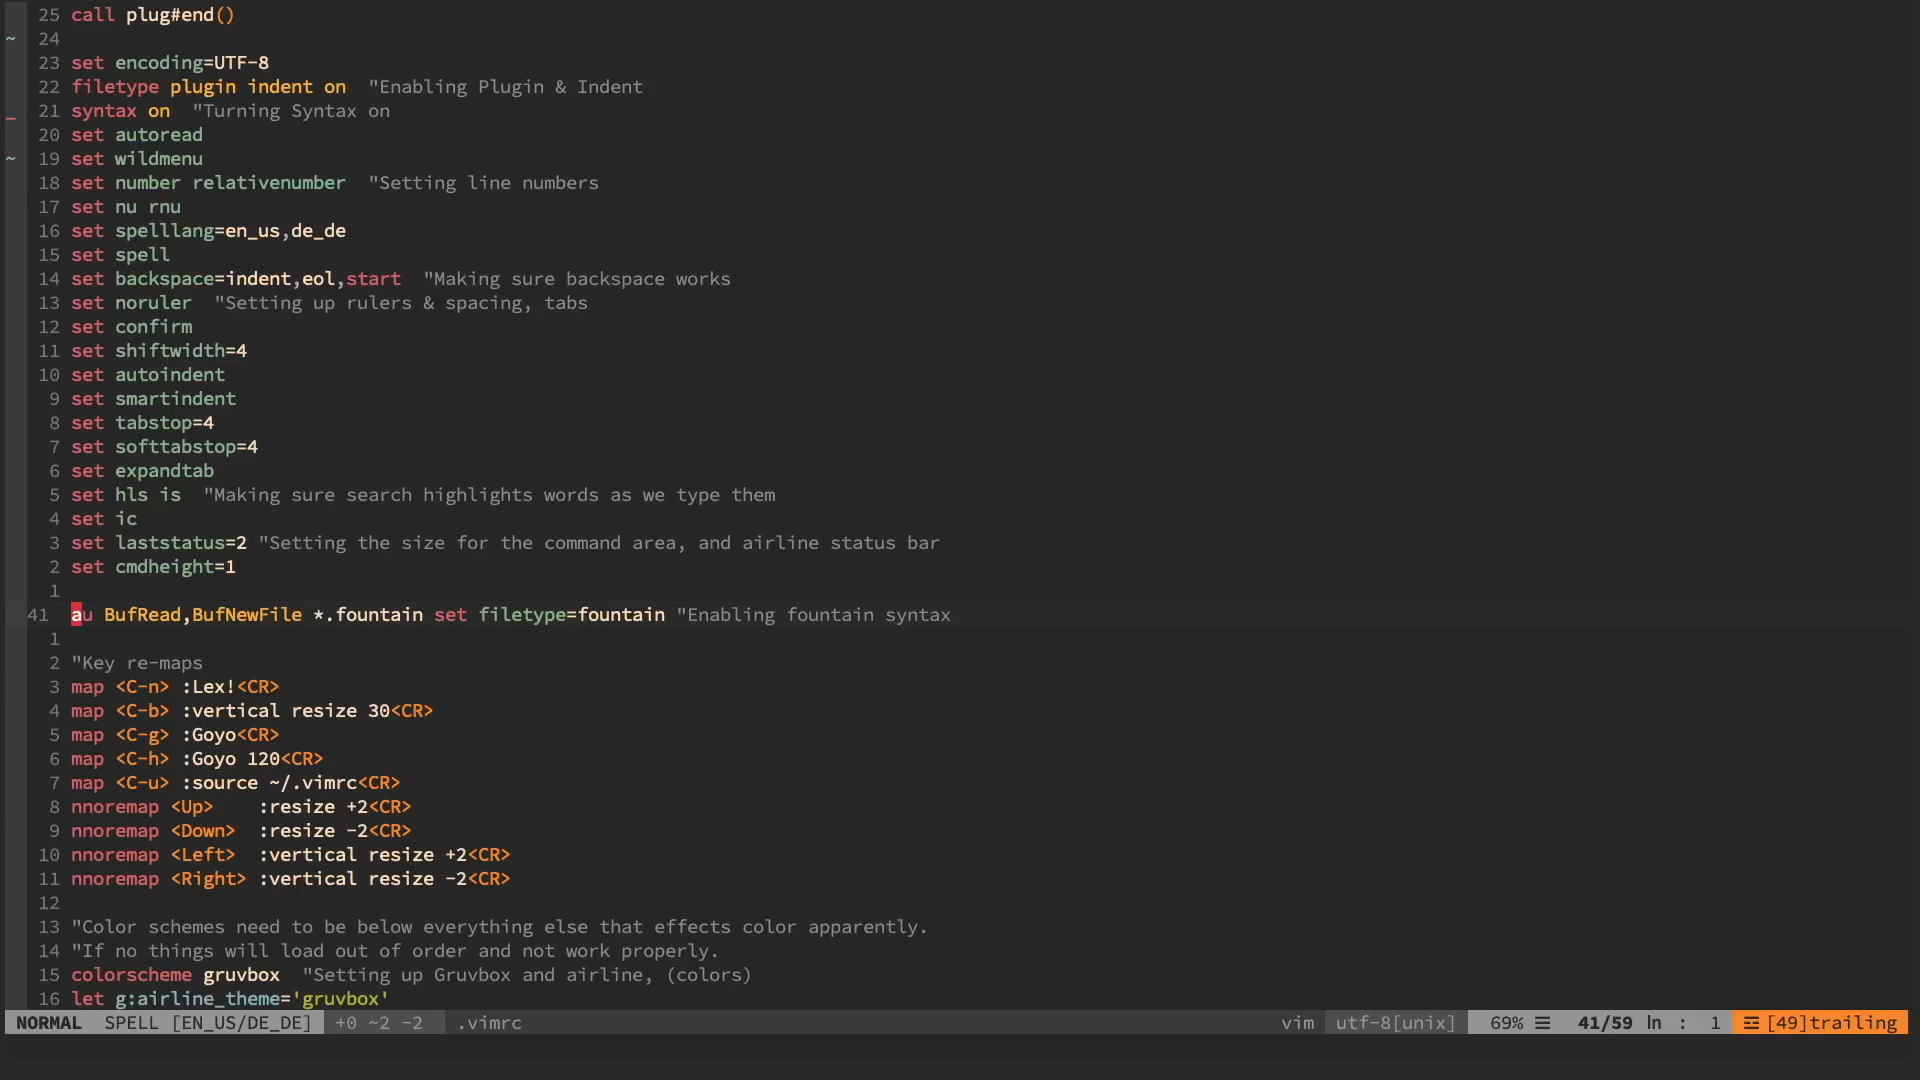 25 call plug#end()
~ 24
23 set encoding=UTF-8
22 filetype plugin indent on  "Enabling Plugin & Indent
_ 21 syntax on  "Turning Syntax on
20 set autoread
~ 19 set wildmenu
18 set number relativenumber  "Setting line numbers
17 set nu rnu
16 set spelllang=en_us,de_de
15 set spell
14 set backspace=indent,eol,start  "Making sure backspace works
13 set noruler  "Setting up rulers & spacing, tabs
12 set confirm
11 set shiftwidth=4
10 set autoindent
9 set smartindent
8 set tabstop=4
7 set softtabstop=4
6 set expandtab
5 set hls is  "Making sure search highlights words as we type them
4 set ic
3 set laststatus=2 "Setting the size for the command area, and airline status bar
2 set cmdheight=1
1
41 au BufRead,BufNewFile *.fountain set filetype=fountain "Enabling fountain syntax
1
2 "Key re-maps
3 map <C-n> :Lex!<CR>
4 map <C-b> :vertical resize 30<CR>
5 map <C-g> :Goyo<CR>
6 map <C-h> :Goyo 120<CR>
7 map <C-u> :source ~/.vimrc<CR>
8 nnoremap <Up>    :resize +2<CR>
9 nnoremap <Down>  :resize -2<CR>
10 nnoremap <Left>  :vertical resize +2<CR>
11 nnoremap <Right> :vertical resize -2<CR>
12
13 "Color schemes need to be below everything else that effects color apparently.
14 "If no things will load out of order and not work properly.
15 colorscheme gruvbox  "Setting up Gruvbox and airline, (colors)
16 let g:airline_theme='gruvbox'
NORMAL  SPELL [EN_US/DE_DE]  +0 ~2 -2  .vimrc  vim  utf-8[unix]  69% ☰  41/59 ln  :  1  ☲ [49]trailing